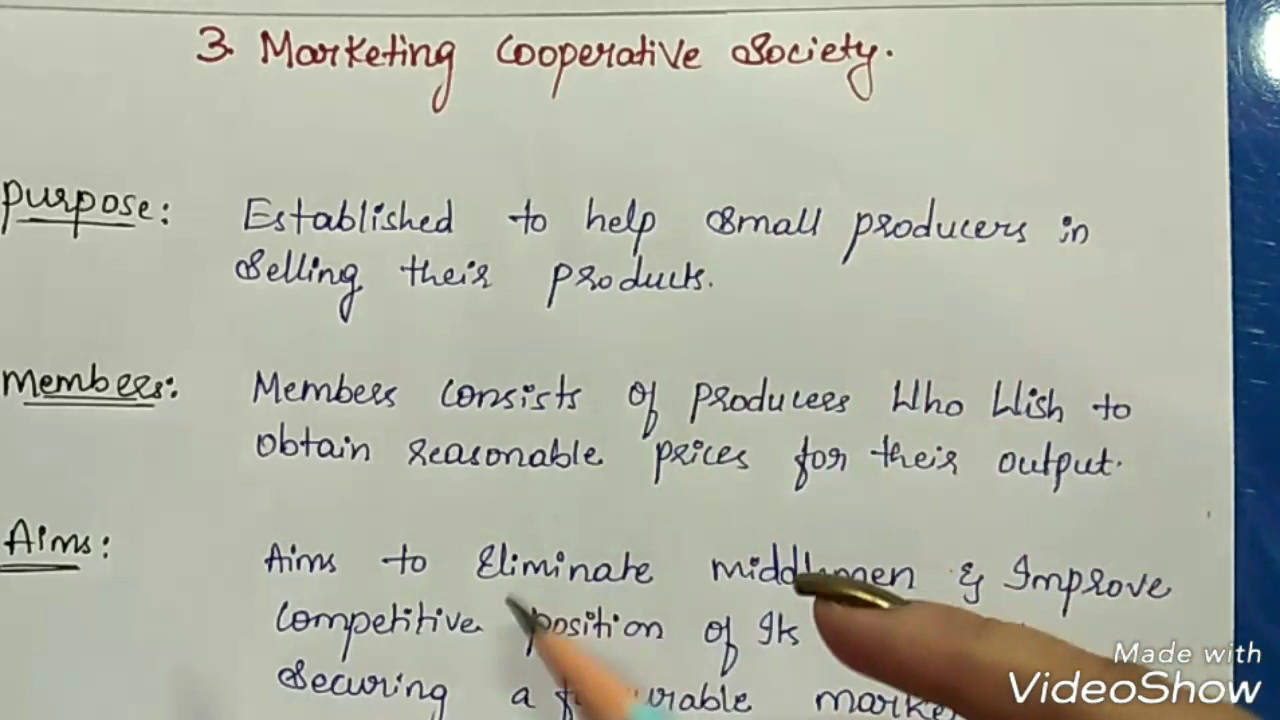 3. Marketing Cooperative Society.
Purpose: Established to help small producers in
selling their products.
Members: Members consists of producers who wish to
obtain reasonable prices for their output.
Aims: Aims to Eliminate middlemen & Improve
competitive position of Its
securing a
Made with
VideoShow